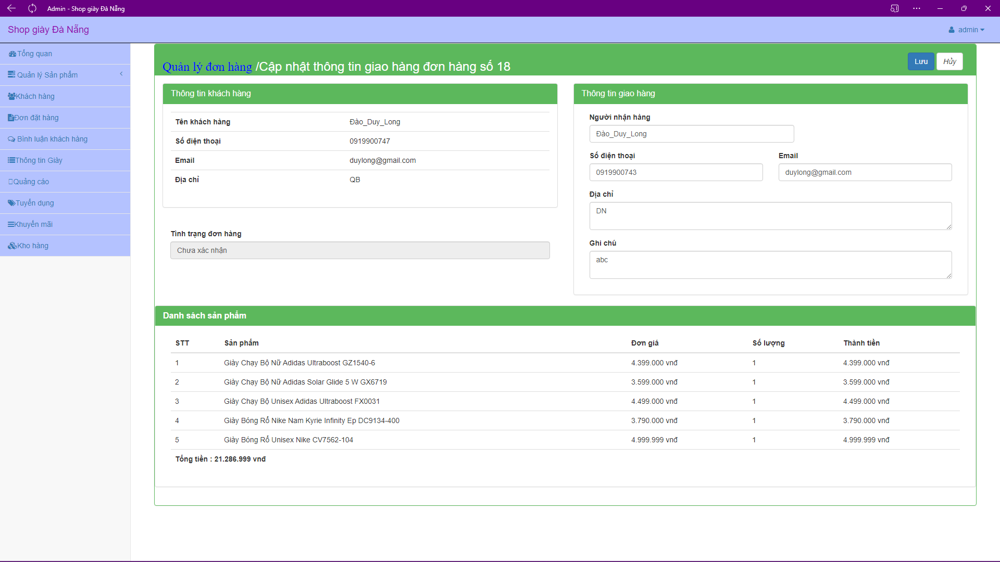 Admin - Shop giày Đà Nẵng
Shop giày Đà Nẵng
admin
Tổng quan
Quản lý Sản phẩm
Khách hàng
Đơn đặt hàng
Bình luận khách hàng
Thông tin Giày
Quảng cáo
Tuyển dụng
Khuyến mãi
Kho hàng
Quản lý đơn hàng /Cập nhật thông tin giao hàng đơn hàng số 18
Lưu
Hủy
Thông tin khách hàng
Tên khách hàng Đào_Duy_Long
Số điện thoại 0919900747
Email duylong@gmail.com
Địa chỉ QB
Tình trạng đơn hàng
Chưa xác nhận
Thông tin giao hàng
Người nhận hàng
Đào_Duy_Long
Số điện thoại Email
0919900743 duylong@gmail.com
Địa chỉ
DN
Ghi chú
abc
Danh sách sản phẩm
STT Sản phẩm Đơn giá Số lượng Thành tiền
1 Giày Chạy Bộ Nữ Adidas Ultraboost GZ1540-6 4.399.000 vnđ 1 4.399.000 vnđ
2 Giày Chạy Bộ Nữ Adidas Solar Glide 5 W GX6719 3.599.000 vnđ 1 3.599.000 vnđ
3 Giày Chạy Bộ Unisex Adidas Ultraboost FX0031 4.499.000 vnđ 1 4.499.000 vnđ
4 Giày Bóng Rổ Nike Nam Kyrie Infinity Ep DC9134-400 3.790.000 vnđ 1 3.790.000 vnđ
5 Giày Bóng Rổ Unisex Nike CV7562-104 4.999.999 vnđ 1 4.999.999 vnđ
Tổng tiền : 21.286.999 vnđ